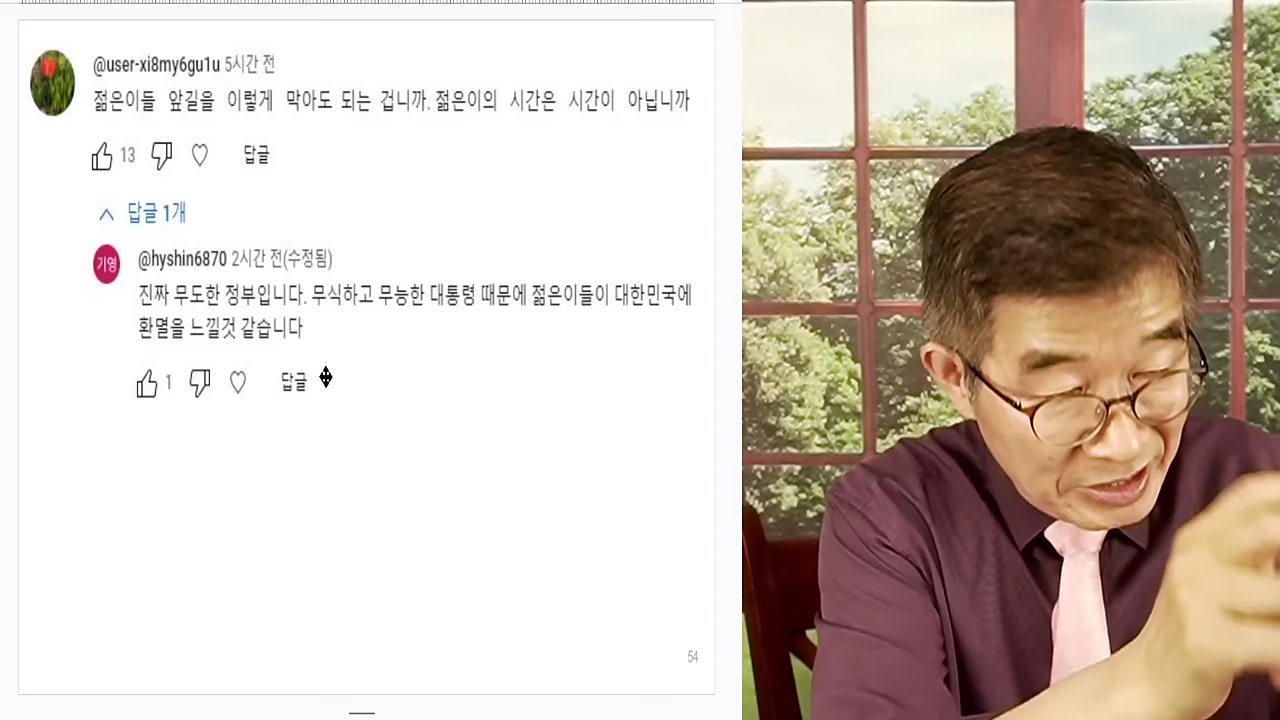 @user-xi8my6gu1u 5시간 전
젊은이들 앞길을 이렇게 막아도 되는 겁니까. 젊은이의 시간은 시간이 아닙니까
13 답글
답글 1개
기영
@hyshin6870 2시간 전(수정됨)
진짜 무도한 정부입니다. 무식하고 무능한 대통령 때문에 젊은이들이 대한민국에
환멸을 느낄것 같습니다
1 답글
54